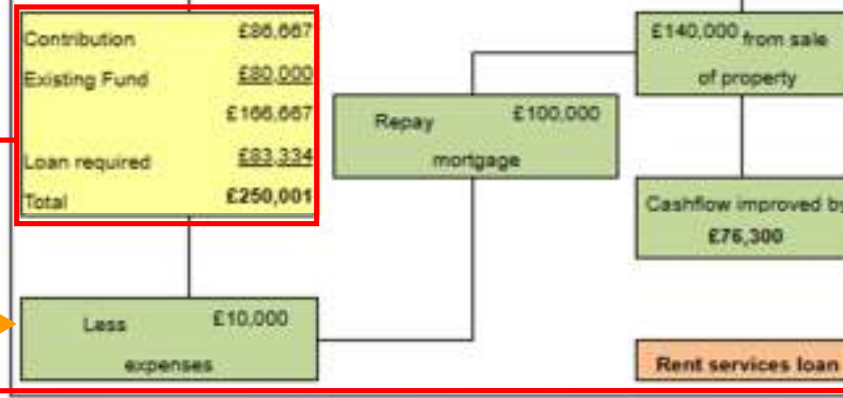 Contribution £86,667
Existing Fund £80,000
£166,667
Loan required £83,334
Total £250,001
Less £10,000
expenses
Repay £100,000
mortgage
£140,000 from sale
of property
Cashflow improved by
£76,300
Rent services loan